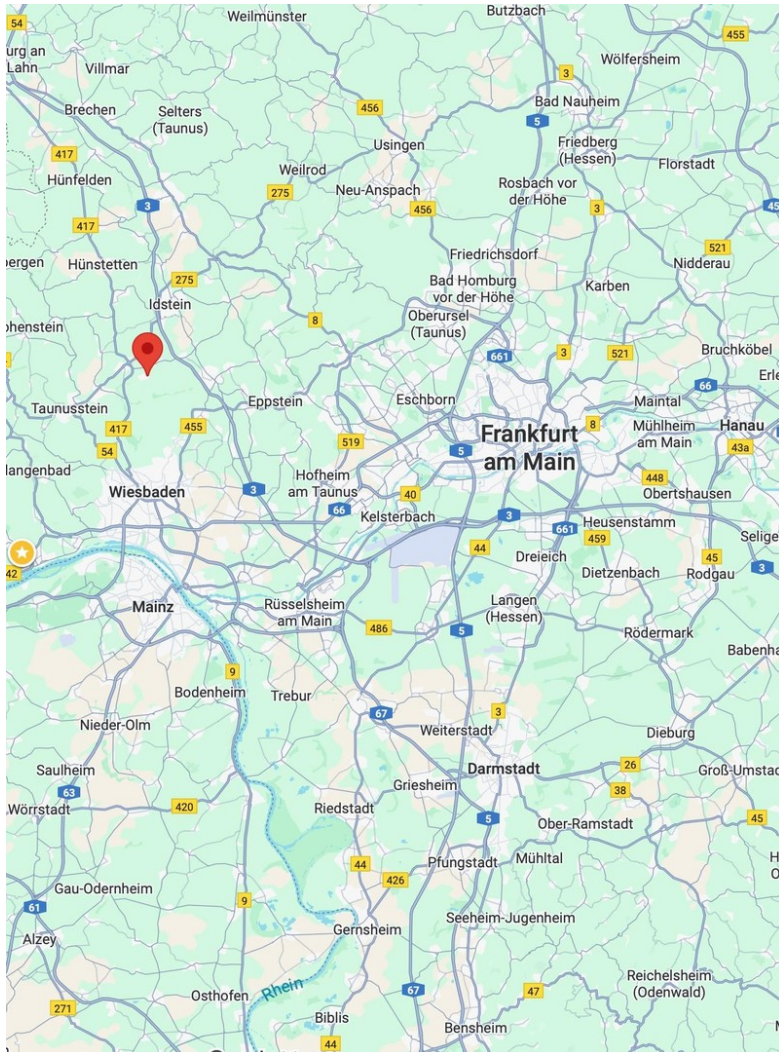 Weilmünster
Butzbach
54
455
urg an
Lahn
Villmar
Wölfersheim
3
Brechen
Selters
(Taunus)
456
Bad Nauheim
5
Usingen
Friedberg
(Hessen)
417
Weilrod
Florstadt
Hünfelden
275
Neu-Anspach
Rosbach vor
der Höhe
3
456
3
45
417
521
Friedrichsdorf
bergen
Hünstetten
Nidderau
275
Bad Homburg
vor der Höhe
Karben
Idstein
8
Oberursel
(Taunus)
ohenstein
661
3
521
Bruchköbel
Erle
66
Eschborn
Maintal
Eppstein
Taunusstein
417
455
8
Mühlheim
am Main
Hanau
Frankfurt
am Main
519
5
43a
54
langenbad
Hofheim
am Taunus
448
3
Wiesbaden
40
Obertshausen
66
Kelsterbach
3
661
Heusenstamm
459
Selige
44
Dreieich
45
3
42
Dietzenbach
Rodgau
Mainz
Rüsselsheim
am Main
Langen
(Hessen)
486
5
Rödermark
Babenha
9
Bodenheim
Trebur
67
3
Nieder-Olm
Weiterstadt
Dieburg
26
Saulheim
Darmstadt
Groß-Umstad
63
Griesheim
38
420
Wörrstadt
Riedstadt
5
45
Ober-Ramstadt
44
Pfungstadt
Mühltal
H
O
426
Gau-Odernheim
9
61
Seeheim-Jugenheim
Gernsheim
Alzey
Reichelsheim
(Odenwald)
Rhein
67
47
Osthofen
271
Biblis
Bensheim
44